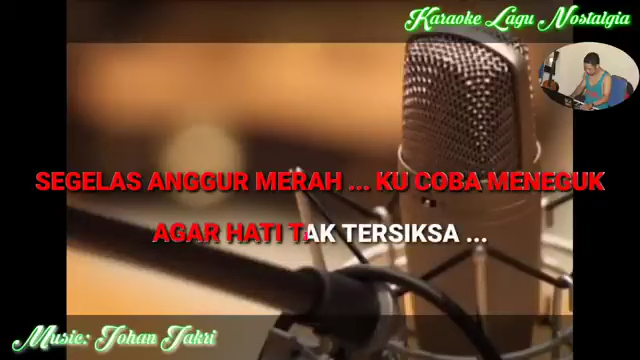 Karaoke Lagu Nostalgia
SEGELAS ANGGUR MERAH ... KU COBA MENEGUK
AGAR HATI TAK TERSIKSA ...
Music: Johan Jakri